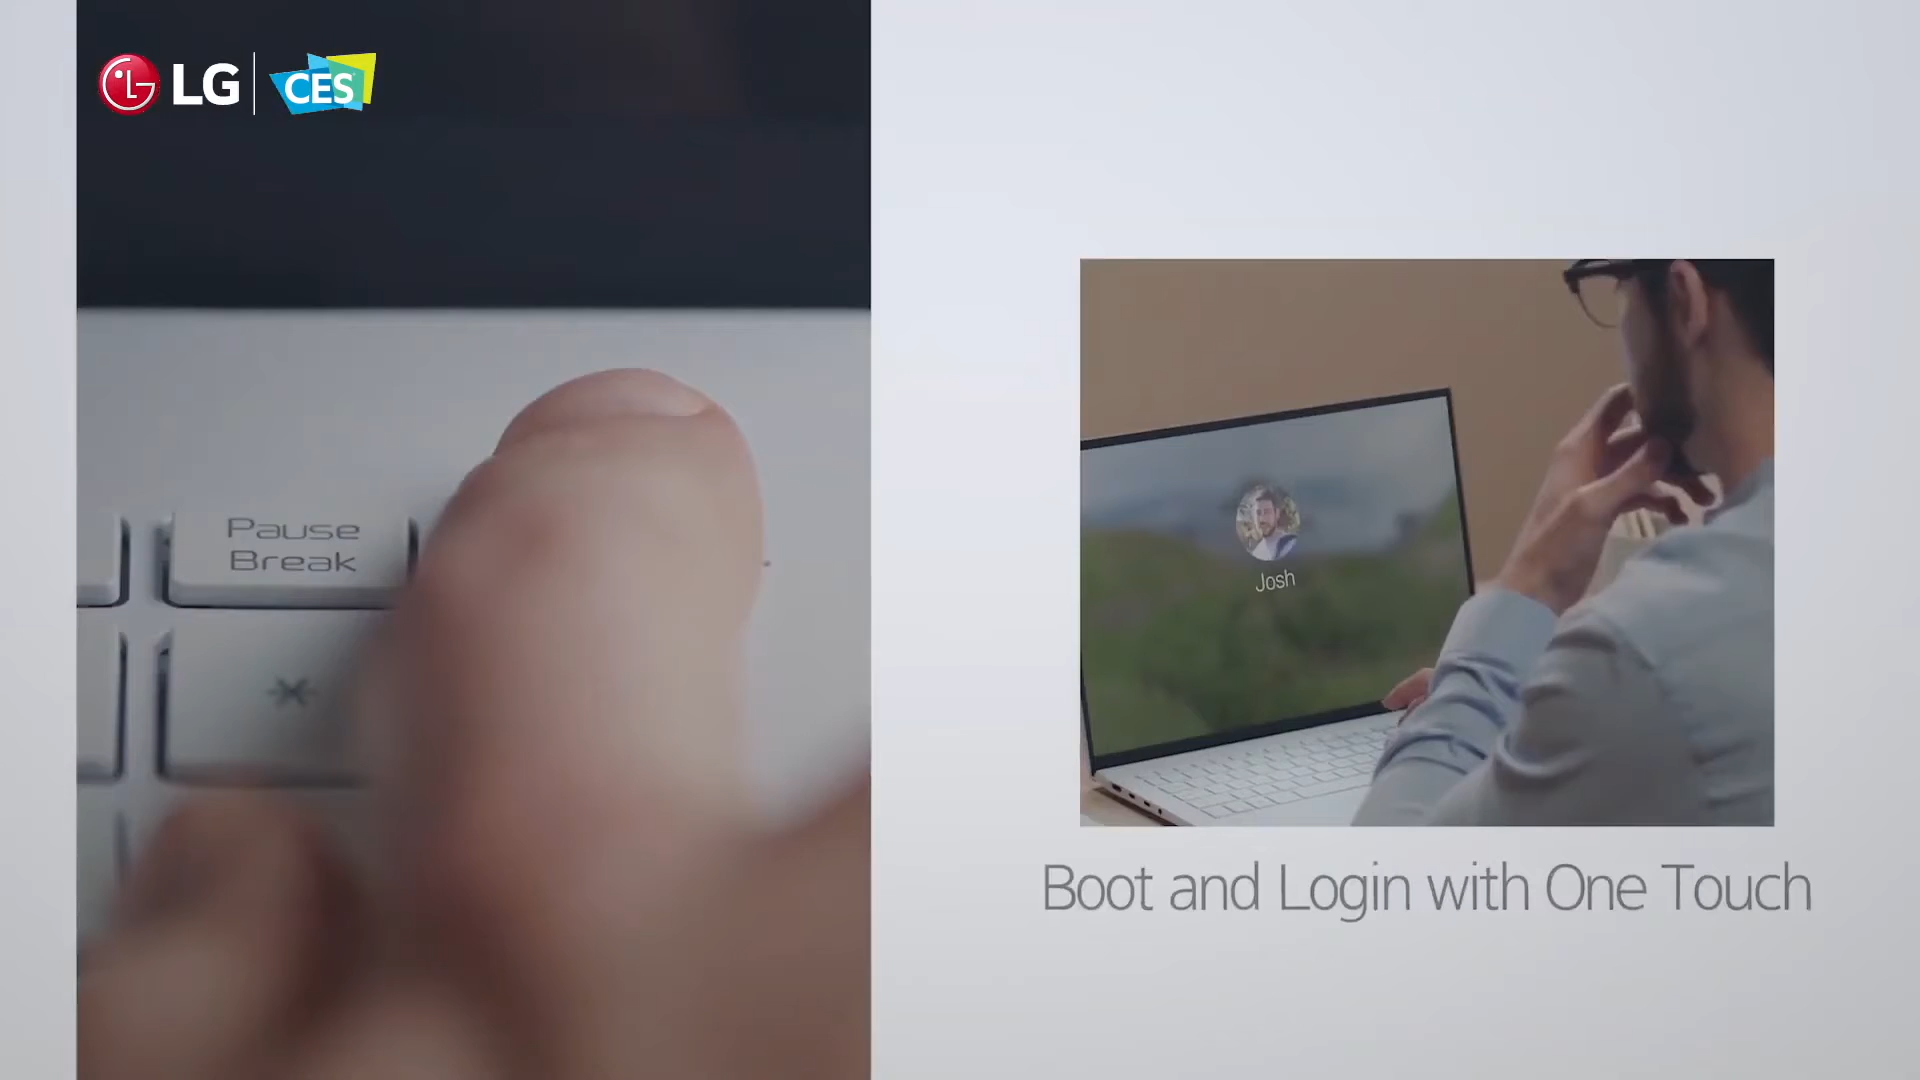 LG
CES
Pause
Break
*
Josh
Boot and Login with One Touch